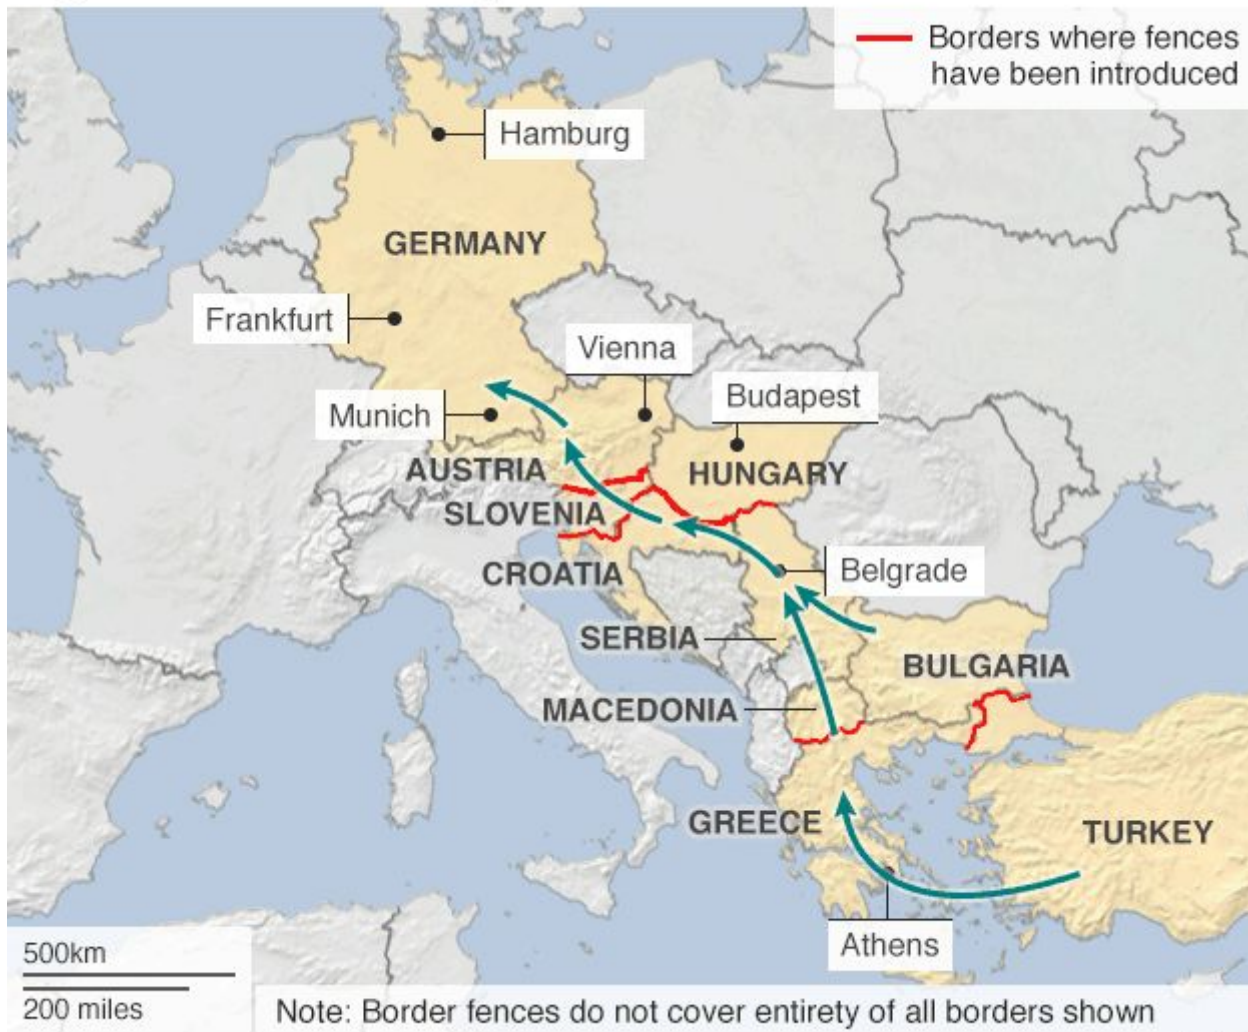 Borders where fences
have been introduced
Hamburg
GERMANY
Frankfurt
Vienna
Budapest
Munich
AUSTRIA
HUNGARY
SLOVENIA
CROATIA
Belgrade
SERBIA
BULGARIA
MACEDONIA
GREECE
TURKEY
Athens
500km
200 miles
Note: Border fences do not cover entirety of all borders shown